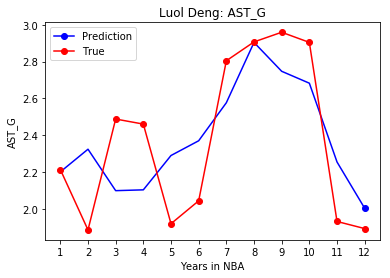 Luol Deng: AST_G
Prediction
True
AST_G
3.0
2.8
2.6
2.4
2.2
2.0
1 2 3 4 5 6 7 8 9 10 11 12
Years in NBA